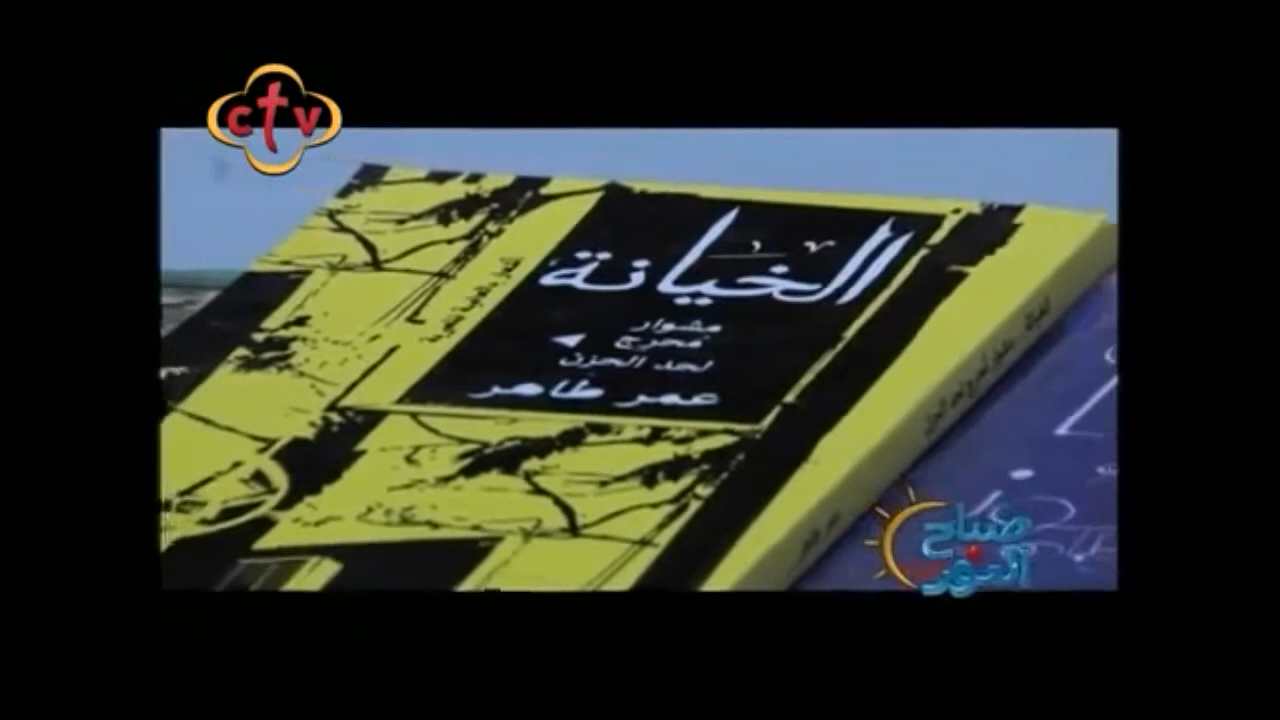 ctv
الخيانة
مشوار
محرج
لحد الحزن
عمر طاهر
صباح
النور